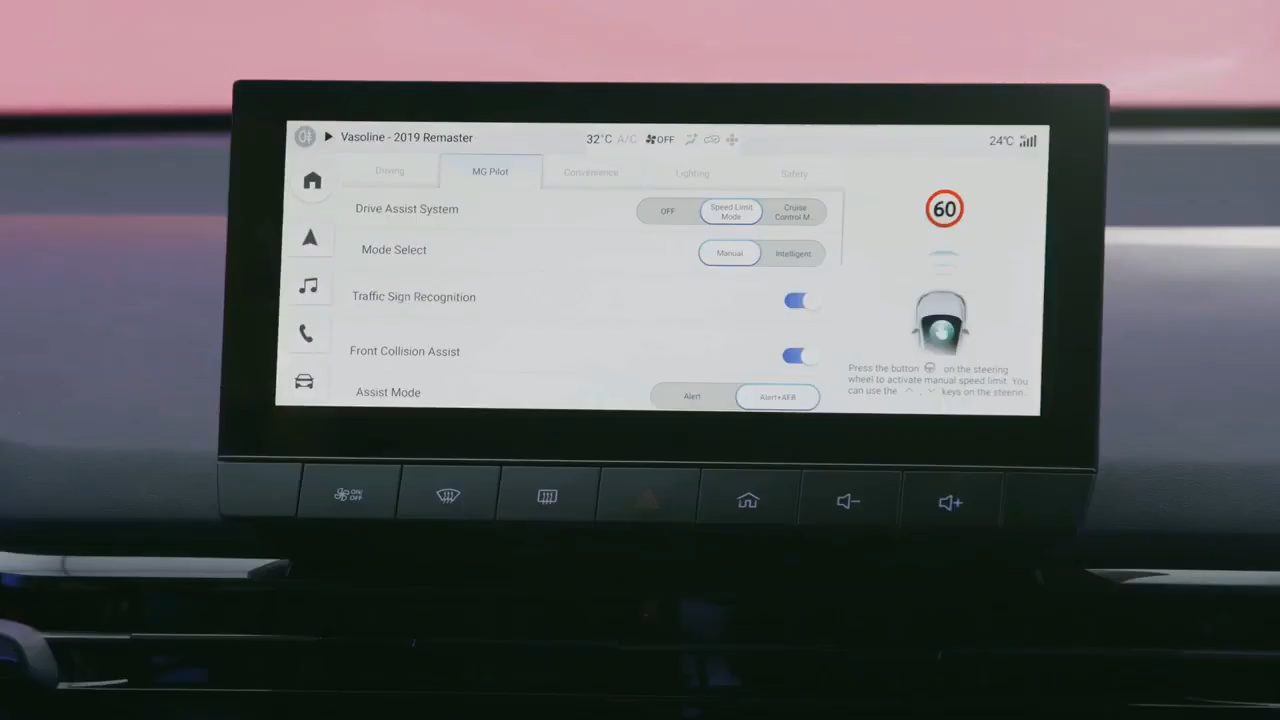 Vasoline - 2019 Remaster
32°C A/C OFF
24°C
Driving
MG Pilot
Convenience
Lighting
Safety
Drive Assist System
OFF
Speed Limit
Mode
Cruise
Control M...
60
Mode Select
Manual
Intelligent
Traffic Sign Recognition
Front Collision Assist
Assist Mode
Alert
Alert+AEB
Press the button on the steering
wheel to activate manual speed limit. You
can use the , keys on the steerin...
ON/
OFF